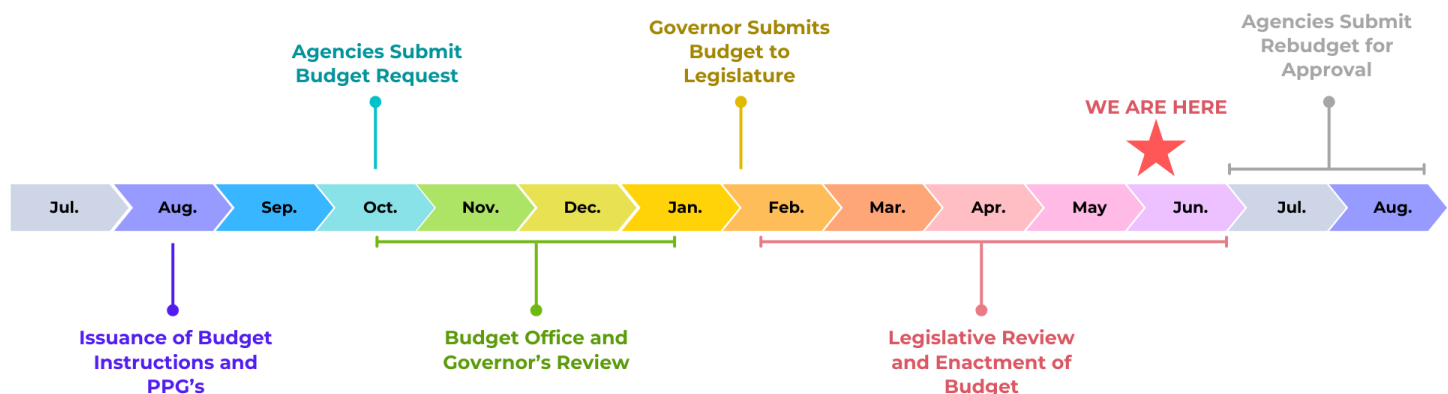 Agencies Submit
Budget Request
Governor Submits
Budget to
Legislature
Agencies Submit
Rebudget for
Approval
WE ARE HERE
Jul. Aug. Sep. Oct. Nov. Dec. Jan. Feb. Mar. Apr. May Jun. Jul. Aug.
Issuance of Budget
Instructions and
PPG’s
Budget Office and
Governor’s Review
Legislative Review
and Enactment of
Budget